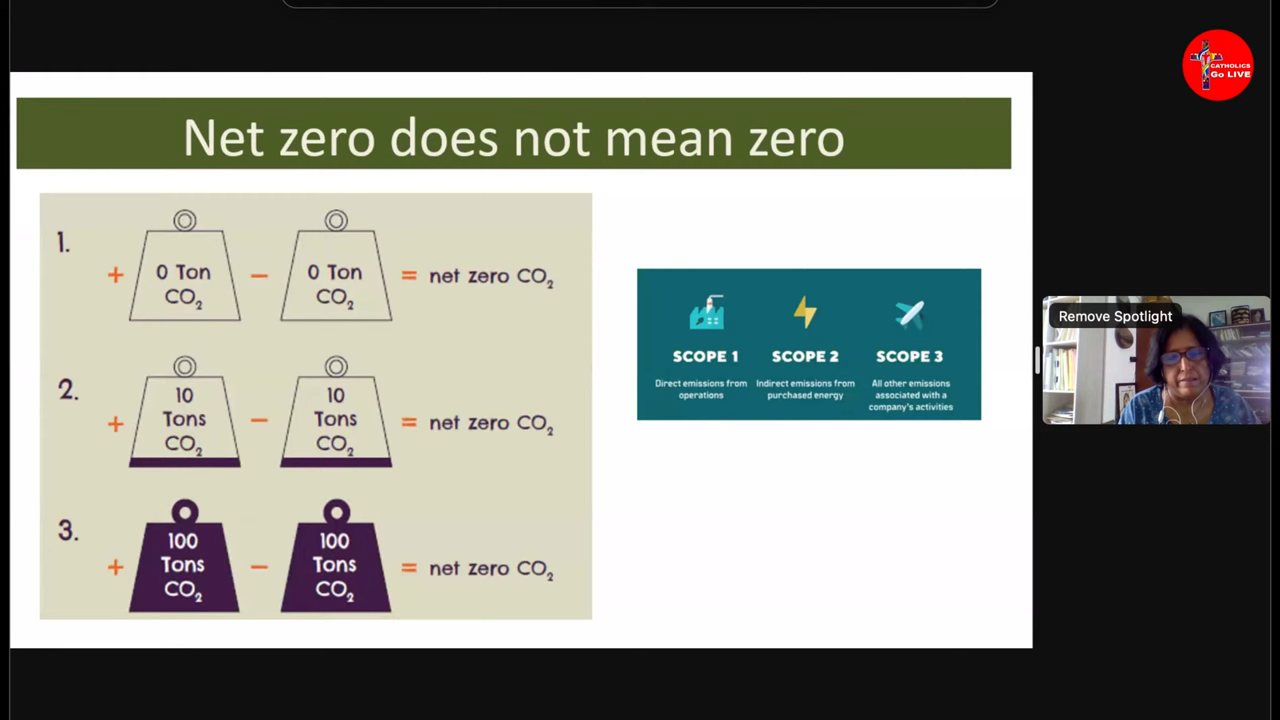 CATHOLICS
Go LIVE
Net zero does not mean zero
1.
+ 0 Ton CO₂ − 0 Ton CO₂ = net zero CO₂
2.
+ 10 Tons CO₂ − 10 Tons CO₂ = net zero CO₂
3.
+ 100 Tons CO₂ − 100 Tons CO₂ = net zero CO₂
SCOPE 1
Direct emissions from
operations
SCOPE 2
Indirect emissions from
purchased energy
SCOPE 3
All other emissions
associated with a
company's activities
Remove Spotlight